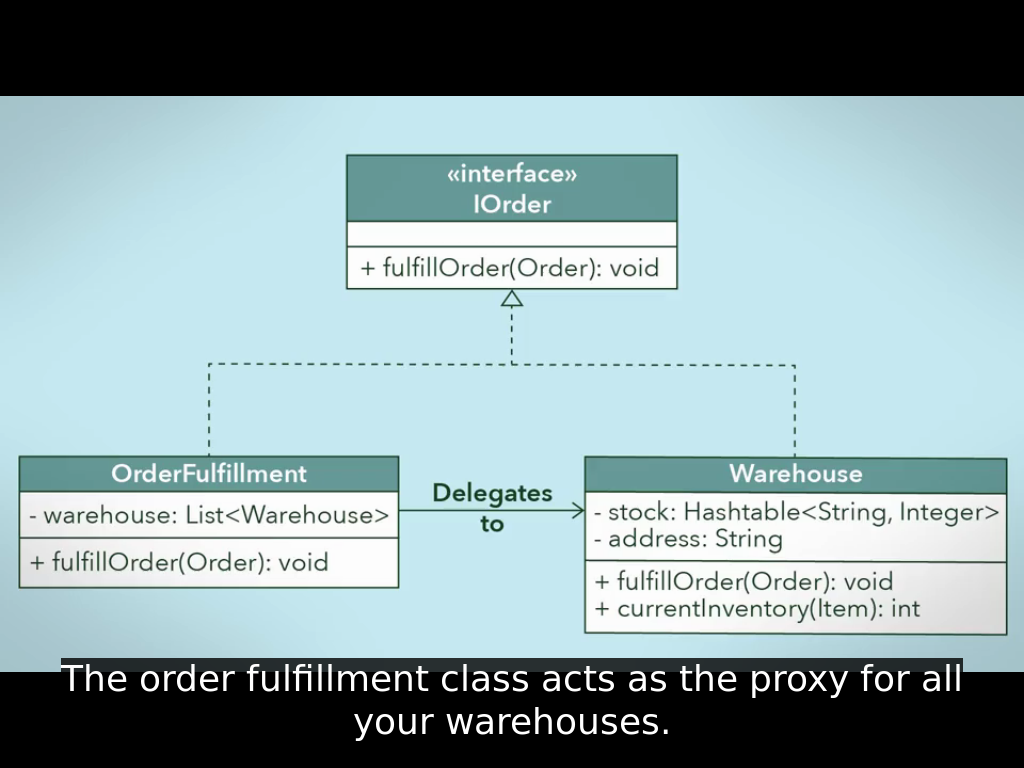 «interface»
IOrder
+ fulfillOrder(Order): void
OrderFulfillment
- warehouse: List<Warehouse>
+ fulfillOrder(Order): void
Delegates
to
Warehouse
- stock: Hashtable<String, Integer>
- address: String
+ fulfillOrder(Order): void
+ currentInventory(Item): int
The order fulfillment class acts as the proxy for all
your warehouses.